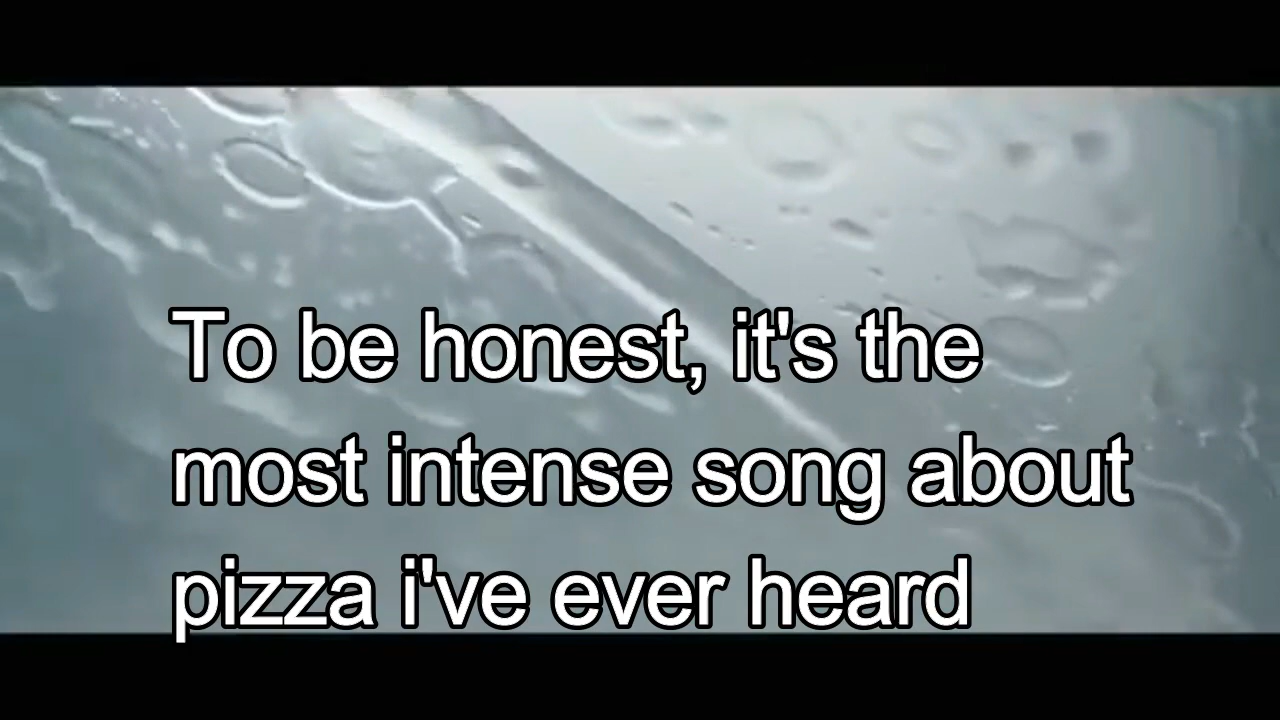 To be honest, it's the
most intense song about
pizza i've ever heard